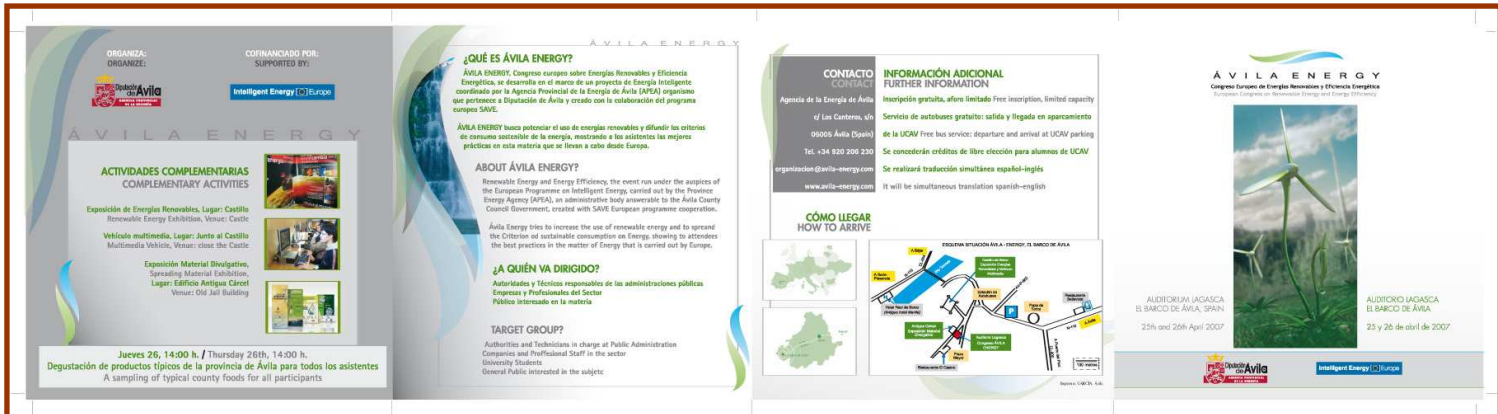 ORGANIZA:
ORGANIZE:
COFINANCIADO POR:
SUPPORTED BY:
Diputación
de Ávila
Intelligent Energy Europe
ÁVILA ENERGY
ACTIVIDADES COMPLEMENTARIAS
COMPLEMENTARY ACTIVITIES
Exposición de Energías Renovables, Lugar: Castillo
Renewable Energy Exhibition, Venue: Castle
Vehículo multimedia, Lugar: Junto al Castillo
Multimedia Vehicle, Venue: close the Castle
Exposición Material Divulgativo,
Spreading Material Exhibition,
Lugar: Edificio Antigua Cárcel
Venue: Old Jail Building
Jueves 26, 14:00 h. / Thursday 26th, 14:00 h.
Degustación de productos típicos de la provincia de Ávila para todos los asistentes
A sampling of typical county foods for all participants
ÁVILA ENERGY
¿QUÉ ES ÁVILA ENERGY?
ÁVILA ENERGY, Congreso europeo sobre Energías Renovables y Eficiencia
Energética, se desarrolla en el marco de un proyecto de Energía Inteligente
coordinado por la Agencia Provincial de la Energía de Ávila (APEA) organismo
que pertenece a Diputación de Ávila y creado con la colaboración del programa
europeo SAVE.
ÁVILA ENERGY busca potenciar el uso de energías renovables y difundir los criterios
de consumo sostenible de la energía, mostrando a los asistentes las mejores
prácticas en esta materia que se llevan a cabo desde Europa.
ABOUT ÁVILA ENERGY?
Renewable Energy and Energy Efficiency, the event run under the auspices of
the European Programme on Intelligent Energy, carried out by the Province
Energy Agency (APEA), an administrative body answerable to the Ávila County
Council Government, created with SAVE European programme cooperation.
Ávila Energy tries to increase the use of renewable energy and to spread
the Criterion od sustainable consumption on Energy, showing to attendees
the best practices in the matter of Energy that is carried out by Europe.
¿A QUIÉN VA DIRIGIDO?
Autoridades y Técnicos responsables de las administraciones públicas
Empresas y Profesionales del Sector
Público interesado en la materia
TARGET GROUP?
Authorities and Technicians in charge at Public Administration
Companies and Proffesional Staff in the sector
University Students
General Public interested in the subjetc
CONTACTO
CONTACT
Agencia de la Energía de Ávila
c/ Los Canteros, s/n
05005 Ávila (Spain)
Tel. +34 920 206 230
organizacion@avila-energy.com
www.avila-energy.com
INFORMACIÓN ADICIONAL
FURTHER INFORMATION
Inscripción gratuita, aforo limitado Free inscription, limited capacity
Servicio de autobuses gratuito: salida y llegada en aparcamiento
de la UCAV Free bus service: departure and arrival at UCAV parking
Se concederán créditos de libre elección para alumnos de UCAV
Se realizará traducción simultánea español-inglés
It will be simultaneous translation spanish-english
CÓMO LLEGAR
HOW TO ARRIVE
ESQUEMA SITUACIÓN ÁVILA - ENERGY, EL BARCO DE ÁVILA
P
Plaza de
Toros
Plaza
Mayor
A Ávila
100 metros
ÁVILA ENERGY
Congreso Europeo de Energías Renovables y Eficiencia Energética
European Congress on Renewable Energy and Energy Efficiency
AUDITORIUM LAGASCA
EL BARCO DE ÁVILA, SPAIN
25th and 26th April 2007
AUDITORIO LAGASCA
EL BARCO DE ÁVILA
25 y 26 de abril de 2007
Diputación
de Ávila
Intelligent Energy Europe